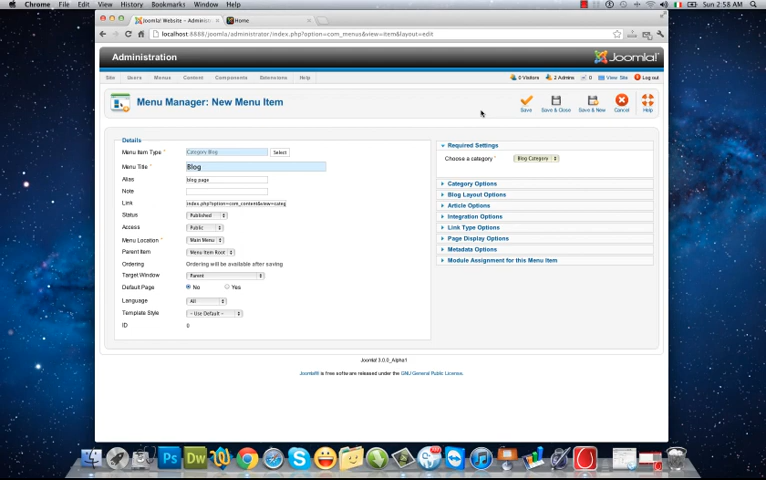 Chrome File Edit View History Bookmarks Window Help Sun 2:58 AM
Joomla! Website - Administ Home
localhost:8888/joomla/administrator/index.php?option=com_menus&view=item&layout=edit
Administration Joomla!
Site Users Menus Content Components Extensions Help 0 Visitors 2 Admins 0 View Site Log out
Menu Manager: New Menu Item Save Save & Close Save & New Cancel Help
Details
Menu Item Type * Category Blog Select
Menu Title * Blog
Alias blog page
Note
Link index.php?option=com_content&view=categ
Status Published
Access Public
Menu Location * Main Menu
Parent Item Menu Item Root
Ordering Ordering will be available after saving
Target Window Parent
Default Page No Yes
Language All
Template Style - Use Default -
ID 0
Required Settings
Choose a category * Blog Category
Category Options
Blog Layout Options
Article Options
Integration Options
Link Type Options
Page Display Options
Metadata Options
Module Assignment for this Menu Item
Joomla! 3.0.0_Alpha1
Joomla!® is free software released under the GNU General Public License.
Ps Dw